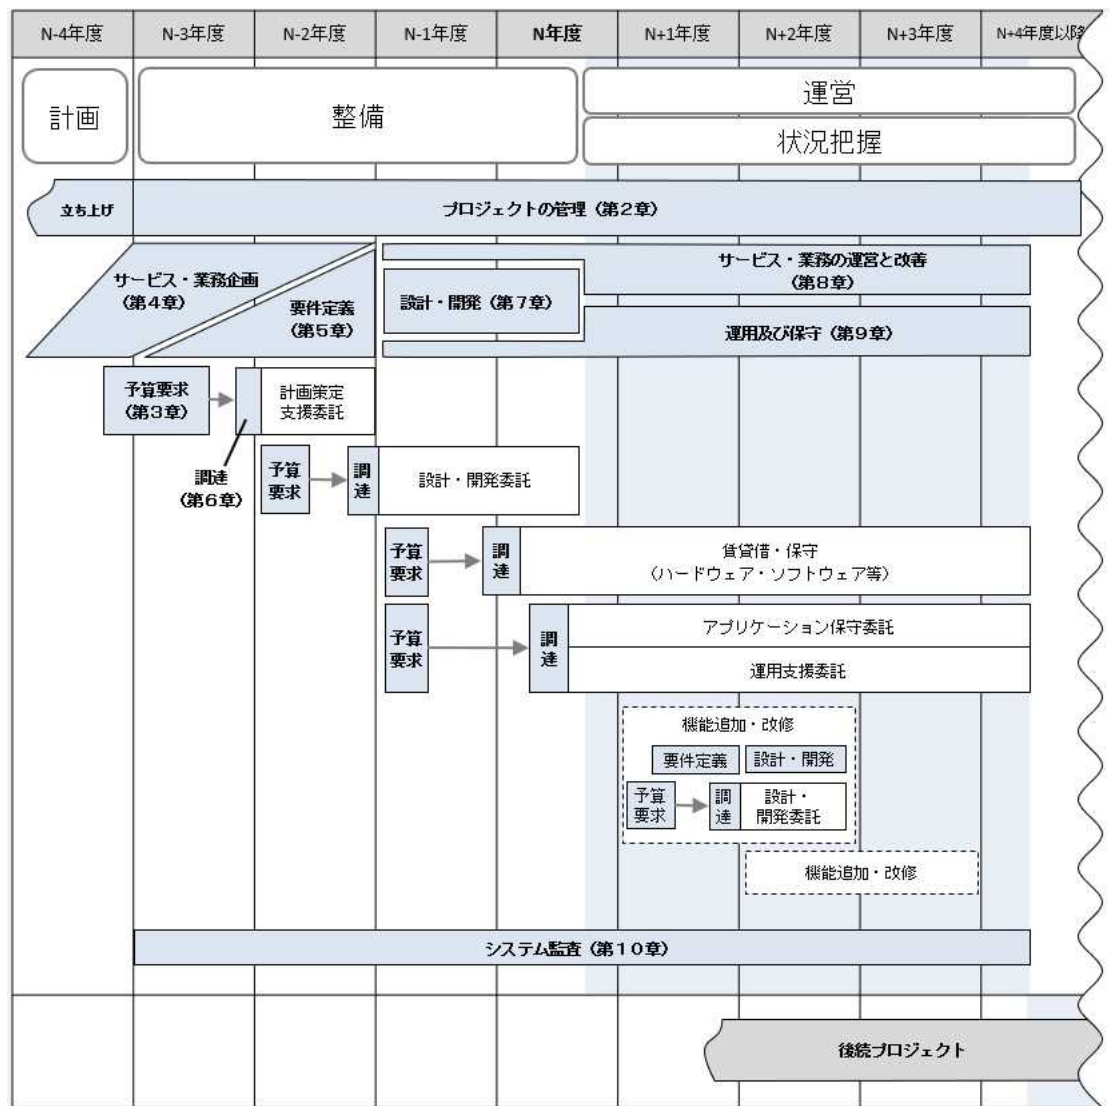 N-4年度
N-3年度
N-2年度
N-1年度
N年度
N+1年度
N+2年度
N+3年度
N+4年度以降
計画
整備
運営
状況把握
立ち上げ
プロジェクトの管理（第2章）
サービス・業務企画
（第4章）
要件定義
（第5章）
設計・開発（第7章）
サービス・業務の運営と改善
（第8章）
運用及び保守（第9章）
予算要求
（第3章）
計画策定
支援委託
調達
（第6章）
予算
要求
調
達
設計・開発委託
予算
要求
調
達
賃貸借・保守
（ハードウェア・ソフトウェア等）
予算
要求
調
達
アプリケーション保守委託
運用支援委託
機能追加・改修
要件定義
設計・開発
予算
要求
調
達
設計・
開発委託
機能追加・改修
システム監査（第10章）
後続プロジェクト